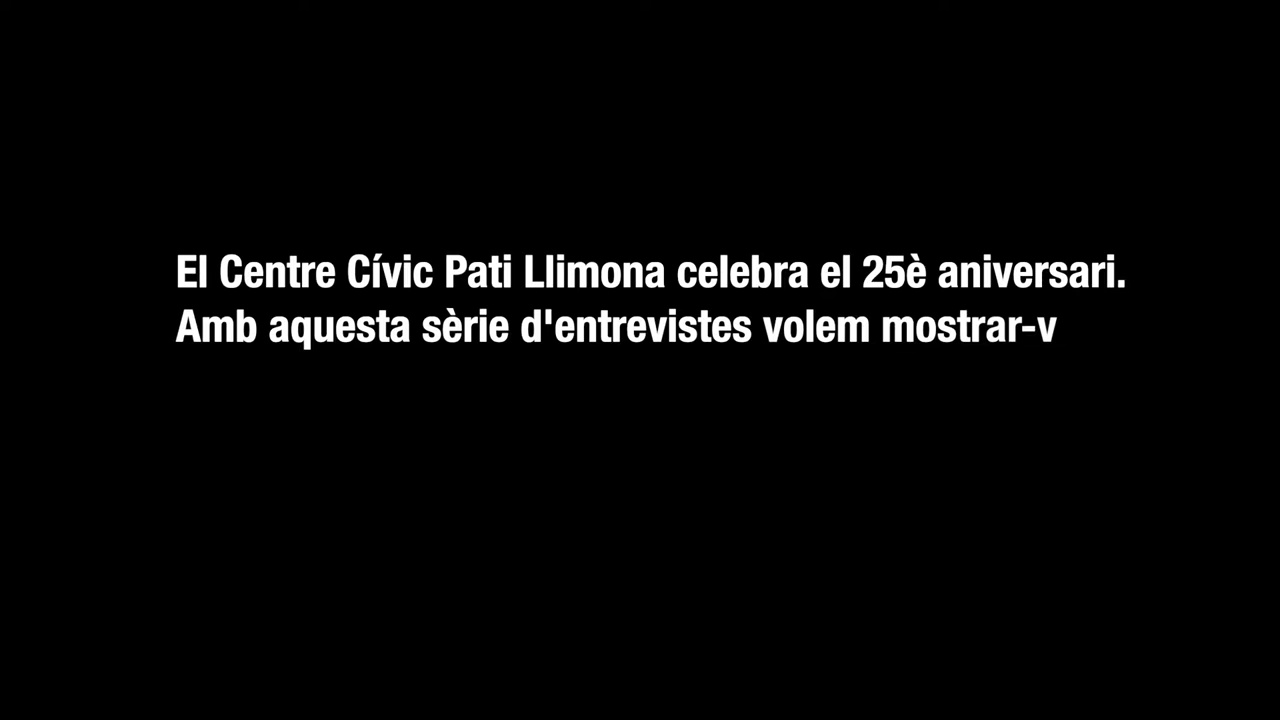 El Centre Cívic Pati Llimona celebra el 25è aniversari.
Amb aquesta sèrie d'entrevistes volem mostrar-v